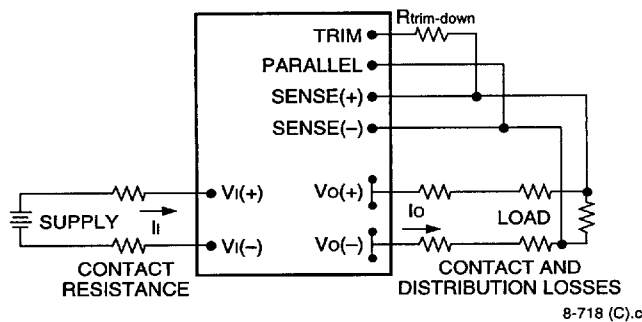 TRIM
Rtrim-down
PARALLEL
SENSE(+)
SENSE(–)
VI(+)
VO(+)
SUPPLY
II
IO
LOAD
VI(–)
VO(–)
CONTACT
RESISTANCE
CONTACT AND
DISTRIBUTION LOSSES
8-718 (C).c